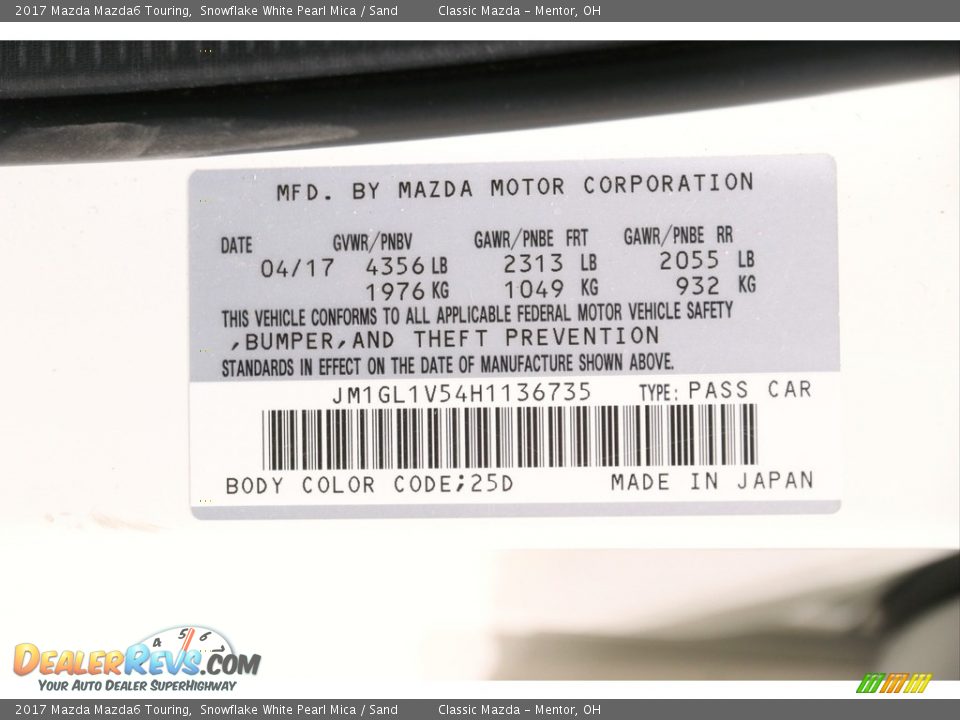 2017 Mazda Mazda6 Touring, Snowflake White Pearl Mica / Sand Classic Mazda - Mentor, OH
MFD. BY MAZDA MOTOR CORPORATION
DATE GVWR/PNBV GAWR/PNBE FRT GAWR/PNBE RR
04/17 4356 LB 2313 LB 2055 LB
1976 KG 1049 KG 932 KG
THIS VEHICLE CONFORMS TO ALL APPLICABLE FEDERAL MOTOR VEHICLE SAFETY
,BUMPER,AND THEFT PREVENTION
STANDARDS IN EFFECT ON THE DATE OF MANUFACTURE SHOWN ABOVE.
JM1GL1V54H1136735 TYPE: PASS CAR
BODY COLOR CODE;25D MADE IN JAPAN
4 5 6
DEALERREVS.COM
YOUR AUTO DEALER SUPERHIGHWAY
2017 Mazda Mazda6 Touring, Snowflake White Pearl Mica / Sand Classic Mazda - Mentor, OH